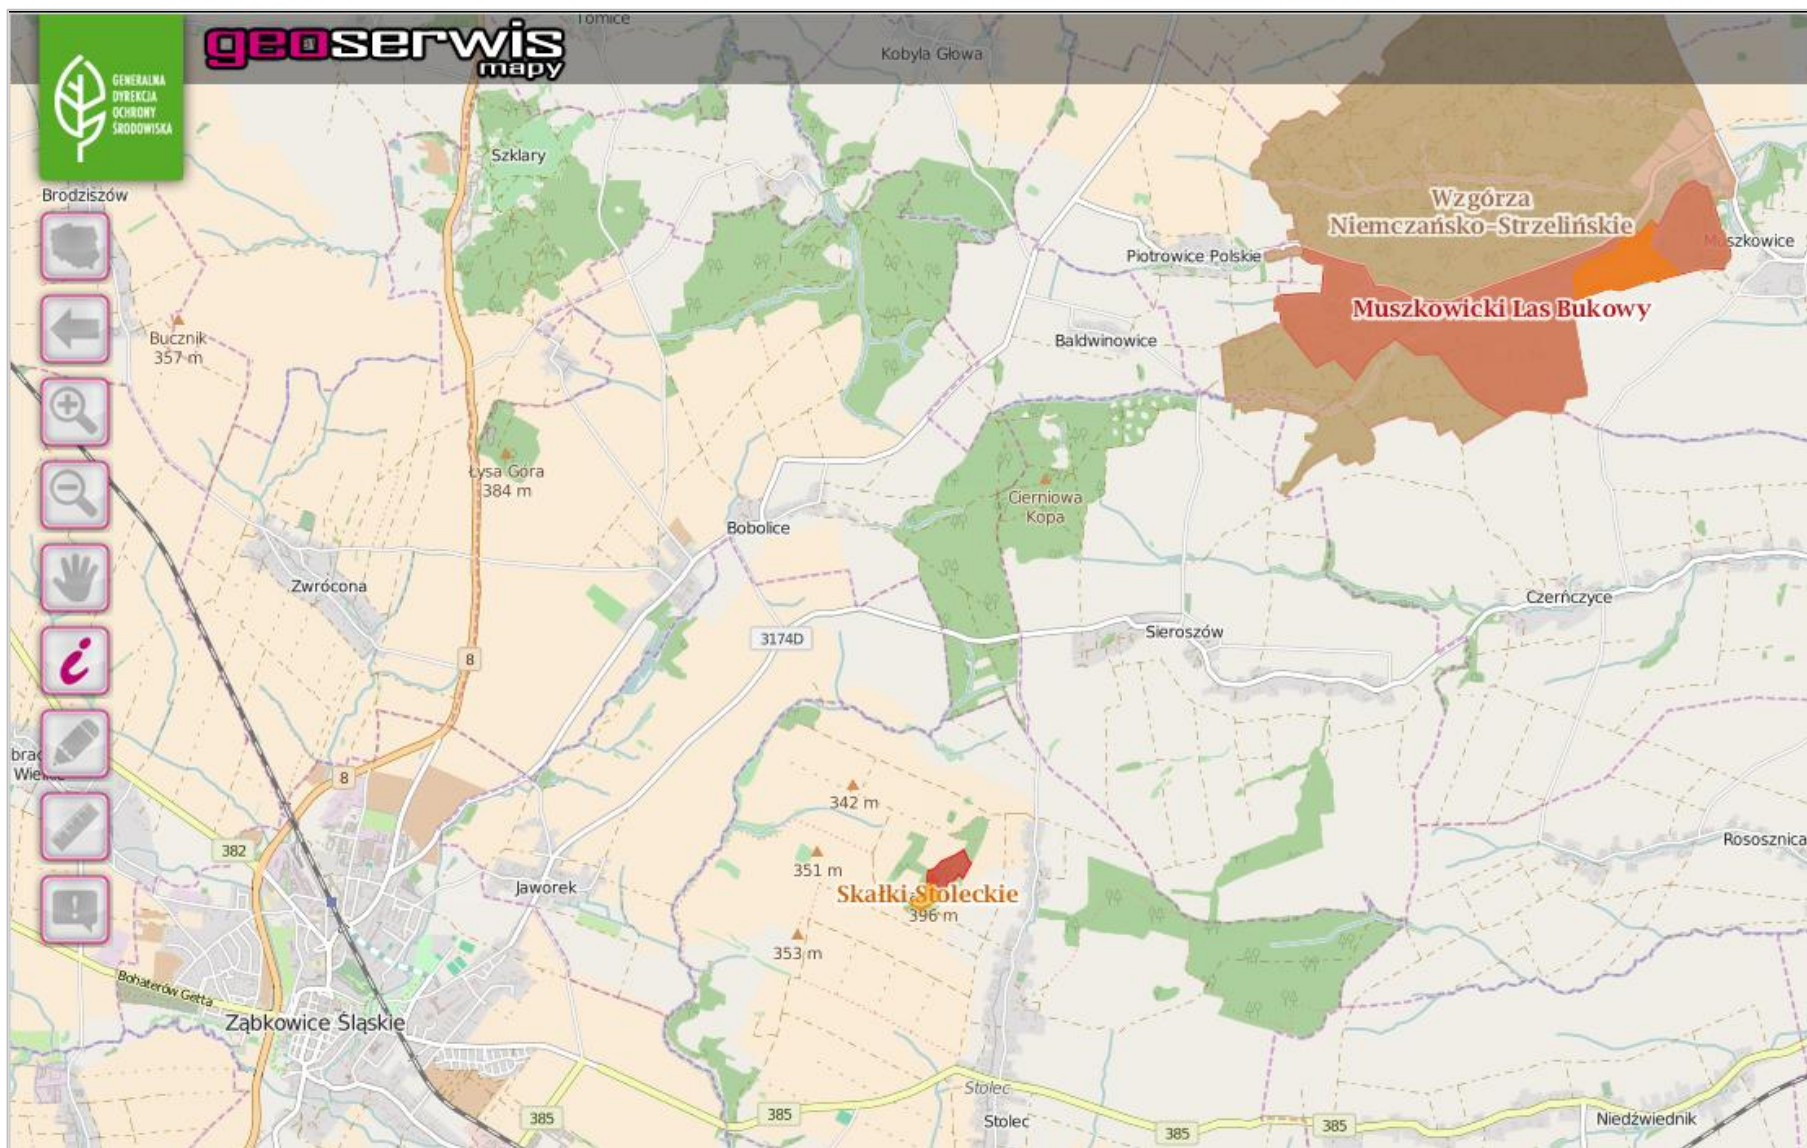 Tomice
geoserwis
mapy
Kobyla Głowa
GENERALNA
DYREKCJA
OCHRONY
ŚRODOWISKA
Szklary
Brodziszów
Wzgórza
Niemczańsko-Strzelińskie
Muszkowice
Piotrowice Polskie
Muszkowicki Las Bukowy
Bucznik
357 m
Baldwinowice
Łysa Góra
384 m
Cierniowa
Kopa
Bobolice
Zwrócona
Czerńczyce
Sieroszów
3174D
8
8
Wielkie
342 m
382
351 m
Rososznica
Jaworek
Skałki Stoleckie
396 m
353 m
Bohaterów Getta
Ząbkowice Śląskie
Stolec
385
385
Stolec
385
385
Niedźwiednik